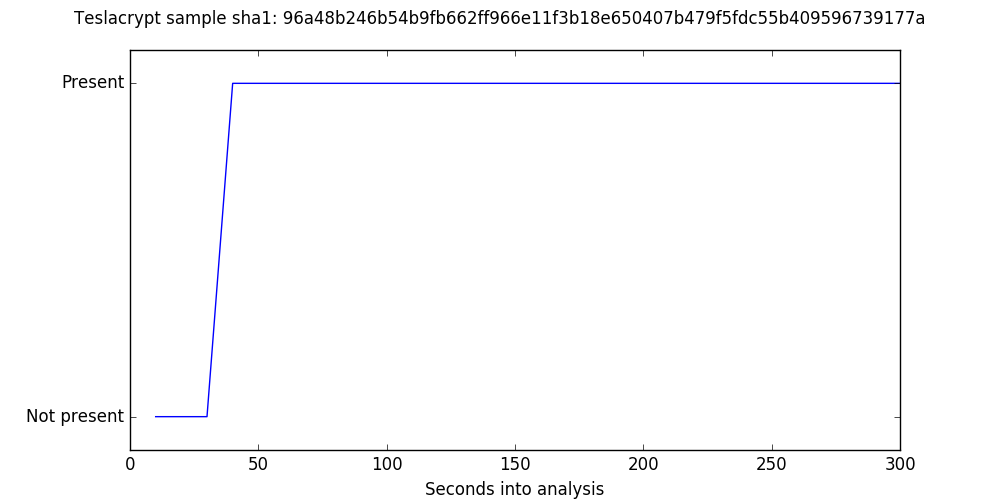 Teslacrypt sample sha1: 96a48b246b54b9fb662ff966e11f3b18e650407b479f5fdc55b409596739177a
Present
Not present
0 50 100 150 200 250 300
Seconds into analysis